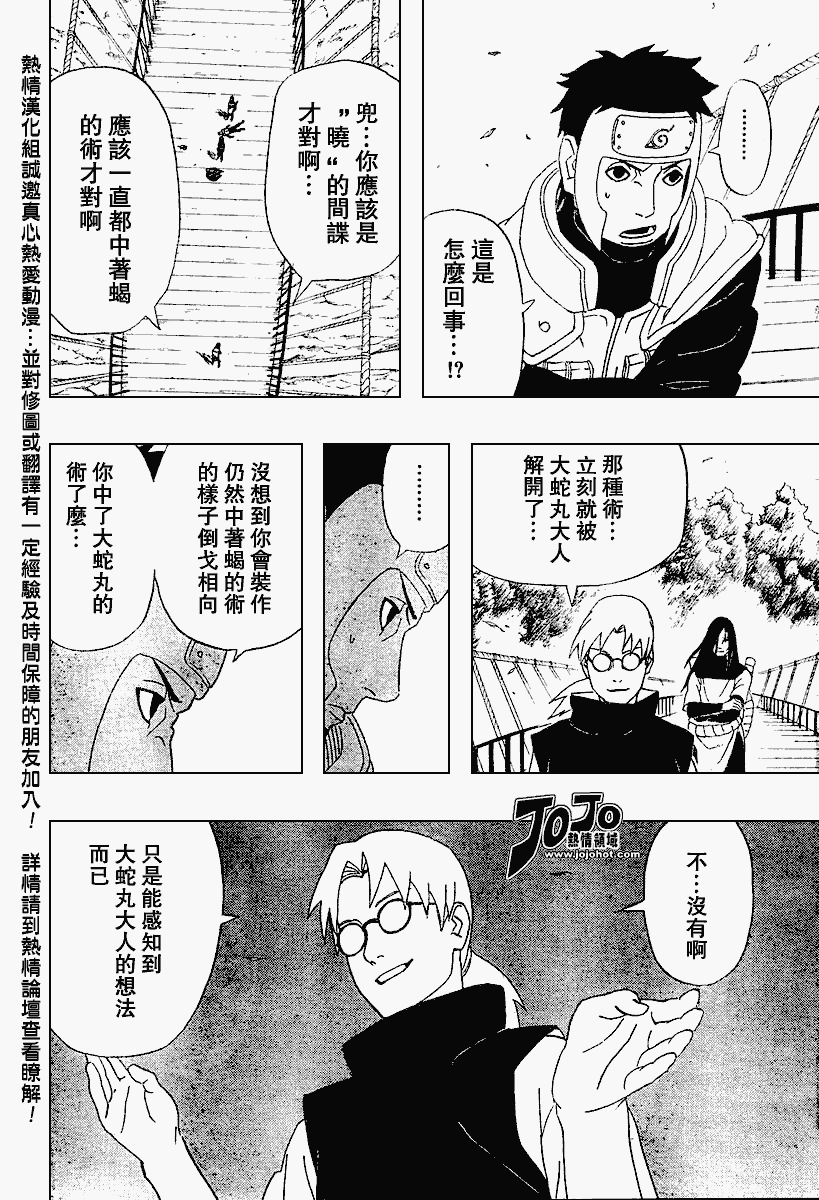 ………
這是
怎麼回事…!?
兜…你應該是
”曉“的間諜
才對啊…
應該一直都中著蝎
的術才對啊
那種術…
立刻就被
大蛇丸大人
解開了…
………
沒想到你會裝作
仍然中著蝎的術
的樣子倒戈相向
你中了大蛇丸的
術了麼…
不…沒有啊
只是能感知到
大蛇丸大人的想法
而已
JOJO
熱情領域
www.jojohot.com
熱情漢化組誠邀真心熱愛動漫…並對修圖或翻譯有一定經驗及時間保障的朋友加入！ 詳情請到熱情論壇查看瞭解！